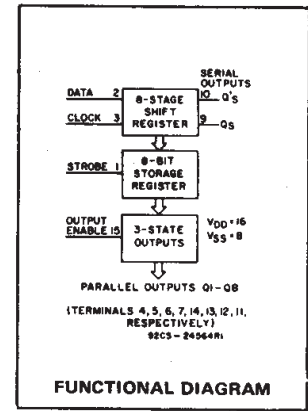 SERIAL
OUTPUTS
DATA 2
8-STAGE
SHIFT
REGISTER
10 Q'S
CLOCK 3
9 QS
8-BIT
STORAGE
REGISTER
STROBE 1
OUTPUT
ENABLE 15
3-STATE
OUTPUTS
VDD = 16
VSS = 8
PARALLEL OUTPUTS Q1-Q8
(TERMINALS 4, 5, 6, 7, 14, 13, 12, 11,
RESPECTIVELY)
92CS-24564R1
FUNCTIONAL DIAGRAM